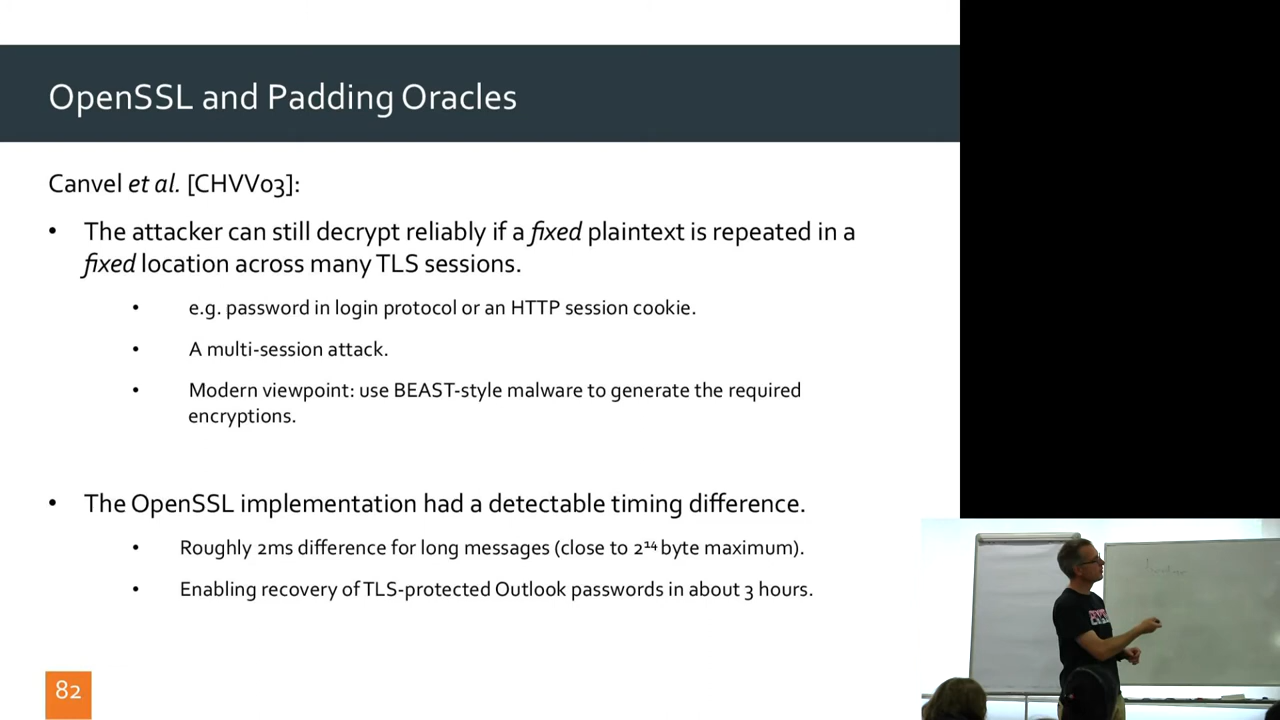 OpenSSL and Padding Oracles
Canvel et al. [CHVV03]:
• The attacker can still decrypt reliably if a fixed plaintext is repeated in a
fixed location across many TLS sessions.
• e.g. password in login protocol or an HTTP session cookie.
• A multi-session attack.
• Modern viewpoint: use BEAST-style malware to generate the required
encryptions.
• The OpenSSL implementation had a detectable timing difference.
• Roughly 2ms difference for long messages (close to 2¹⁴ byte maximum).
• Enabling recovery of TLS-protected Outlook passwords in about 3 hours.
82